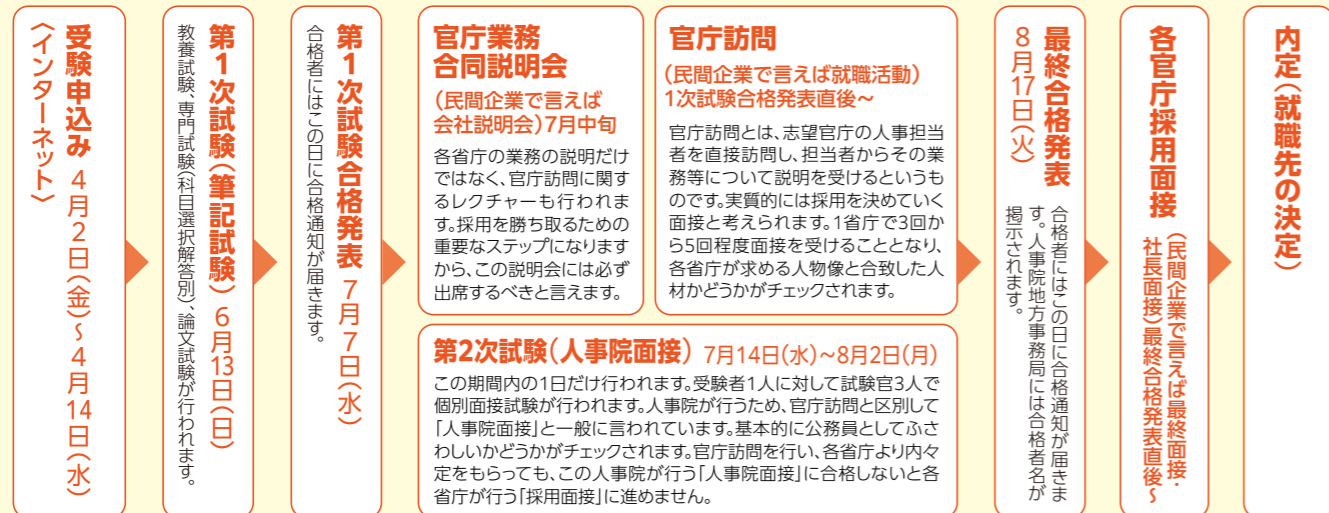 受験申込み 4月2日(金)~4月14日(水)
〈インターネット〉
第1次試験(筆記試験) 6月13日(日)
教養試験、専門試験(科目選択解答別)、論文試験が行われます。
第1次試験合格発表 7月7日(水)
合格者にはこの日に合格通知が届きます。
官庁業務
合同説明会
(民間企業で言えば
会社説明会)7月中旬
各省庁の業務の説明だけ
ではなく、官庁訪問に関す
るレクチャーも行われま
す。採用を勝ち取るための
重要なステップになります
から、この説明会には必ず
出席するべきと言えます。
官庁訪問
(民間企業で言えば就職活動)
1次試験合格発表直後~
官庁訪問とは、志望官庁の人事担当
者を直接訪問し、担当者からその業
務等について説明を受けるというも
のです。実質的には採用を決めていく
面接と考えられます。1省庁で3回か
ら5回程度面接を受けることとなり、
各省庁が求める人物像と合致した人
材かどうかがチェックされます。
第2次試験(人事院面接) 7月14日(水)~8月2日(月)
この期間内の1日だけ行われます。受験者1人に対して試験官3人で
個別面接試験が行われます。人事院が行うため、官庁訪問と区別して
「人事院面接」と一般に言われています。基本的に公務員としてふさ
わしいかどうかがチェックされます。官庁訪問を行い、各省庁より内々
定をもらっても、この人事院が行う「人事院面接」に合格しないと各
省庁が行う「採用面接」に進めません。
最終合格発表
8月17日(火)
合格者にはこの日に合格通知が届きま
す。人事院地方事務局には合格者名が
掲示されます。
各官庁採用面接
(民間企業で言えば最終面接・
社長面接)最終合格発表直後~
内定(就職先の決定)